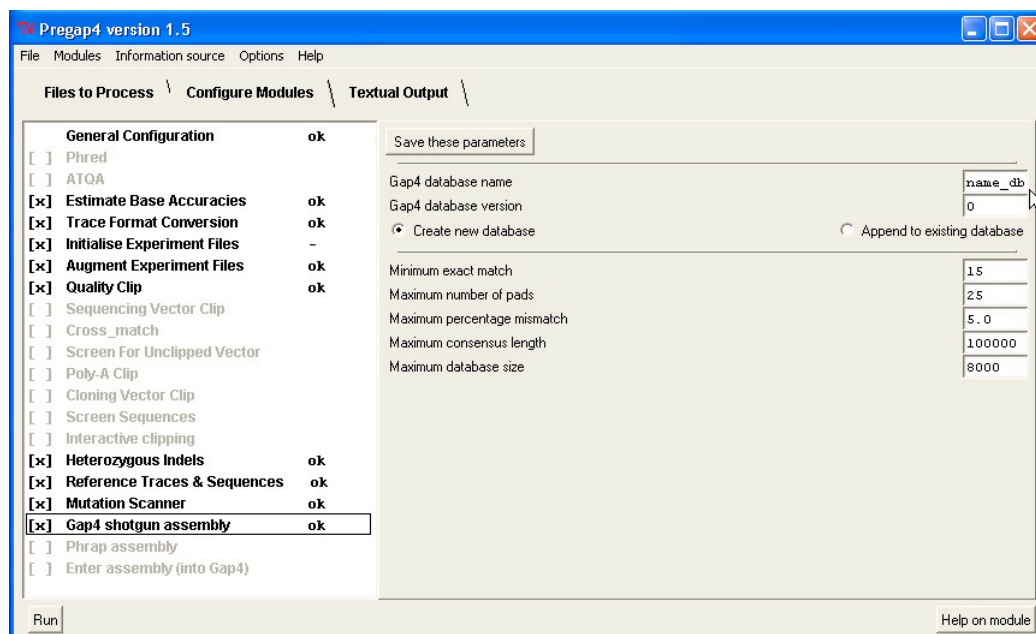 Pregap4 version 1.5
File Modules Information source Options Help
Files to Process Configure Modules Textual Output
General Configuration ok
[ ] Phred
[ ] ATQA
[x] Estimate Base Accuracies ok
[x] Trace Format Conversion ok
[x] Initialise Experiment Files -
[x] Augment Experiment Files ok
[x] Quality Clip ok
[ ] Sequencing Vector Clip
[ ] Cross_match
[ ] Screen For Unclipped Vector
[ ] Poly-A Clip
[ ] Cloning Vector Clip
[ ] Screen Sequences
[ ] Interactive clipping
[x] Heterozygous Indels ok
[x] Reference Traces & Sequences ok
[x] Mutation Scanner ok
[x] Gap4 shotgun assembly ok
[ ] Phrap assembly
[ ] Enter assembly (into Gap4)
Save these parameters
Gap4 database name name_db
Gap4 database version 0
Create new database Append to existing database
Minimum exact match 15
Maximum number of pads 25
Maximum percentage mismatch 5.0
Maximum consensus length 100000
Maximum database size 8000
Run Help on module